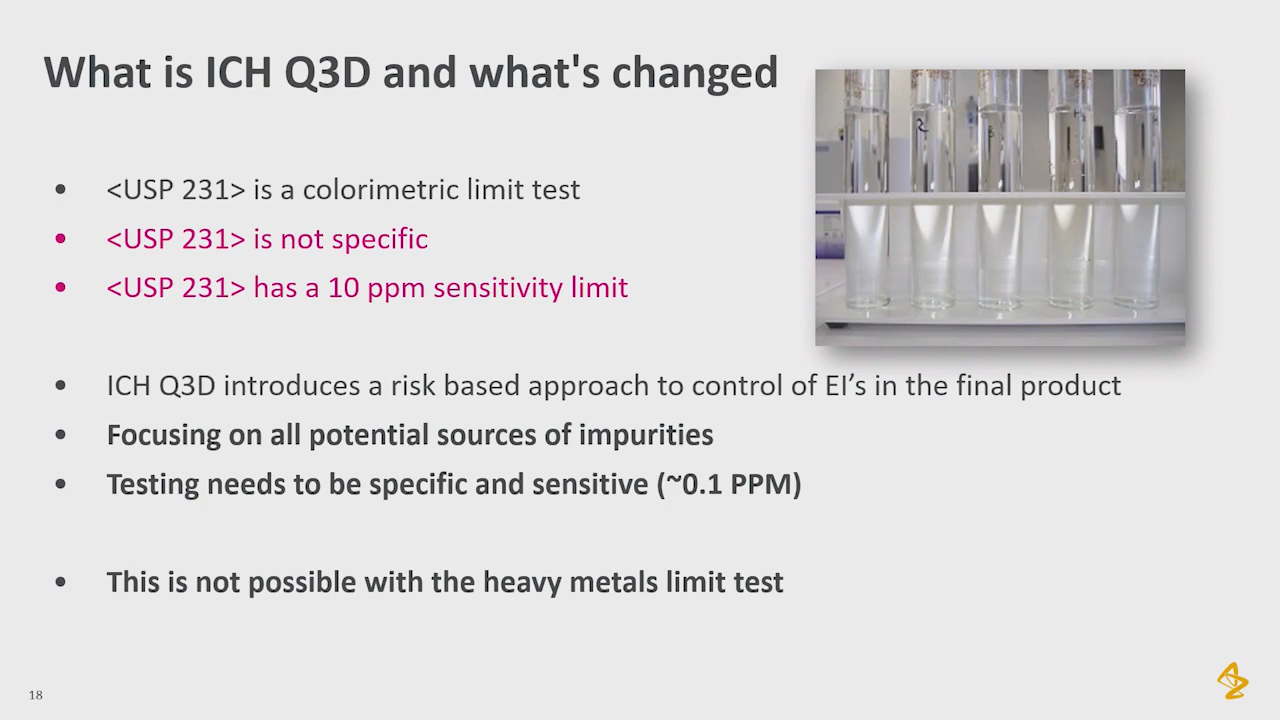 What is ICH Q3D and what's changed
• <USP 231> is a colorimetric limit test
• <USP 231> is not specific
• <USP 231> has a 10 ppm sensitivity limit
• ICH Q3D introduces a risk based approach to control of EI’s in the final product
• Focusing on all potential sources of impurities
• Testing needs to be specific and sensitive (~0.1 PPM)
• This is not possible with the heavy metals limit test
18